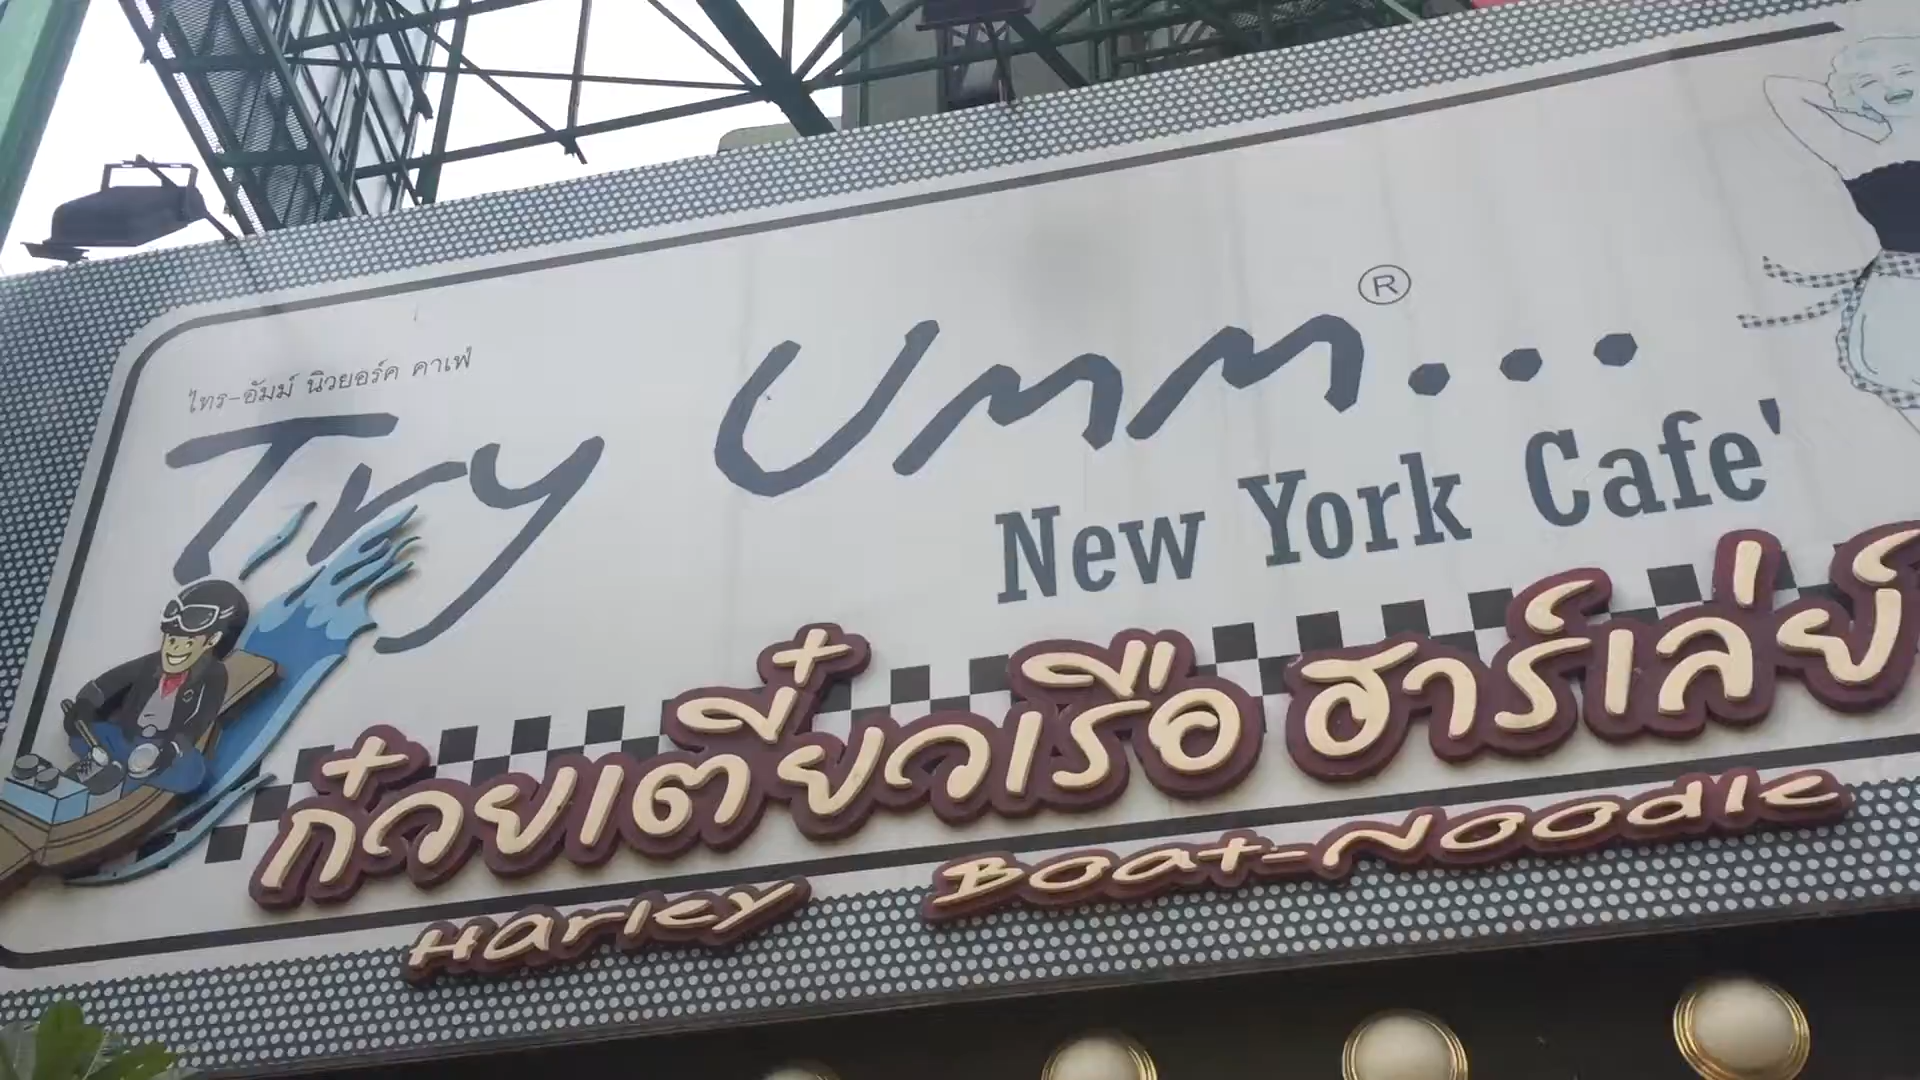 ไทร-อัมม์ นิวยอร์ค คาเฟ่
Try Umm...®
New York Cafe'
ก๋วยเตี๋ยวเรือ ฮาร์เล่ย์
Harley Boat-Noodle